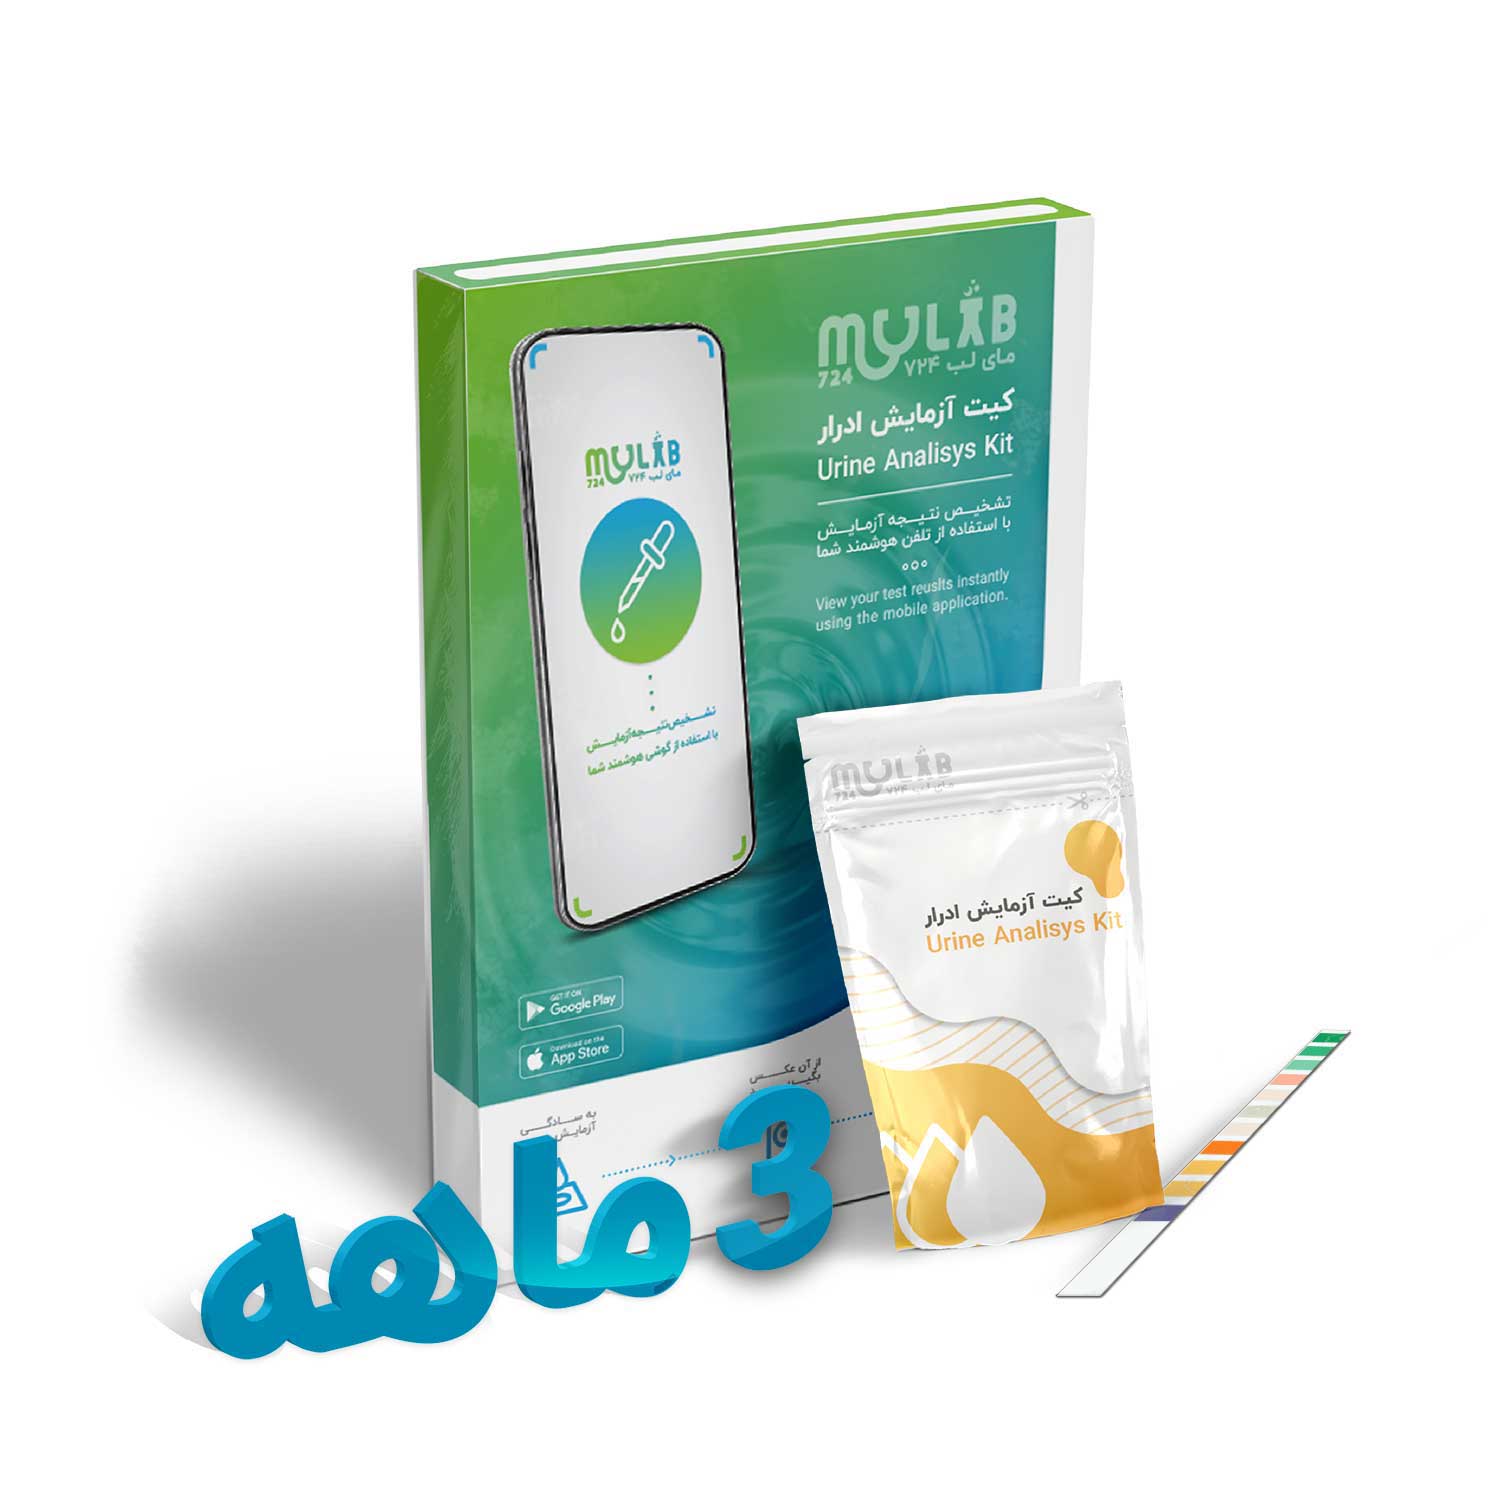 MYLAB
724 مای لب ۷۲۴
کیت آزمایش ادرار
Urine Analisys Kit
تشخیص نتیجه آزمایش
با استفاده از تلفن هوشمند شما
View your test reuslts instantly
using the mobile application.
MYLAB
724 مای لب ۷۲۴
تشخیص نتیجه آزمایش
با استفاده از گوشی هوشمند شما
GET IT ON
Google Play
Download on the
App Store
به سادگی
آزمایش
از آن عکس
MYLAB
724 مای لب ۷۲۴
کیت آزمایش ادرار
Urine Analisys Kit
3 ماهه